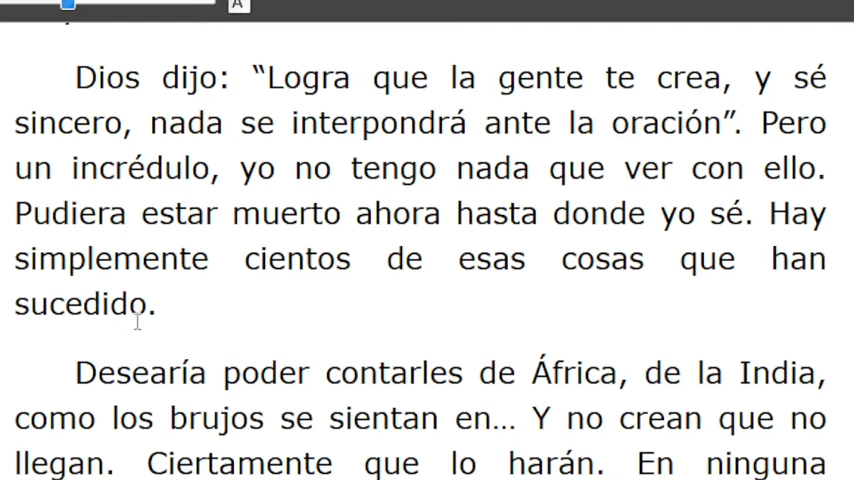 A
Dios dijo: “Logra que la gente te crea, y sé
sincero, nada se interpondrá ante la oración”. Pero
un incrédulo, yo no tengo nada que ver con ello.
Pudiera estar muerto ahora hasta donde yo sé. Hay
simplemente cientos de esas cosas que han
sucedido.
Desearía poder contarles de África, de la India,
como los brujos se sientan en… Y no crean que no
llegan. Ciertamente que lo harán. En ninguna